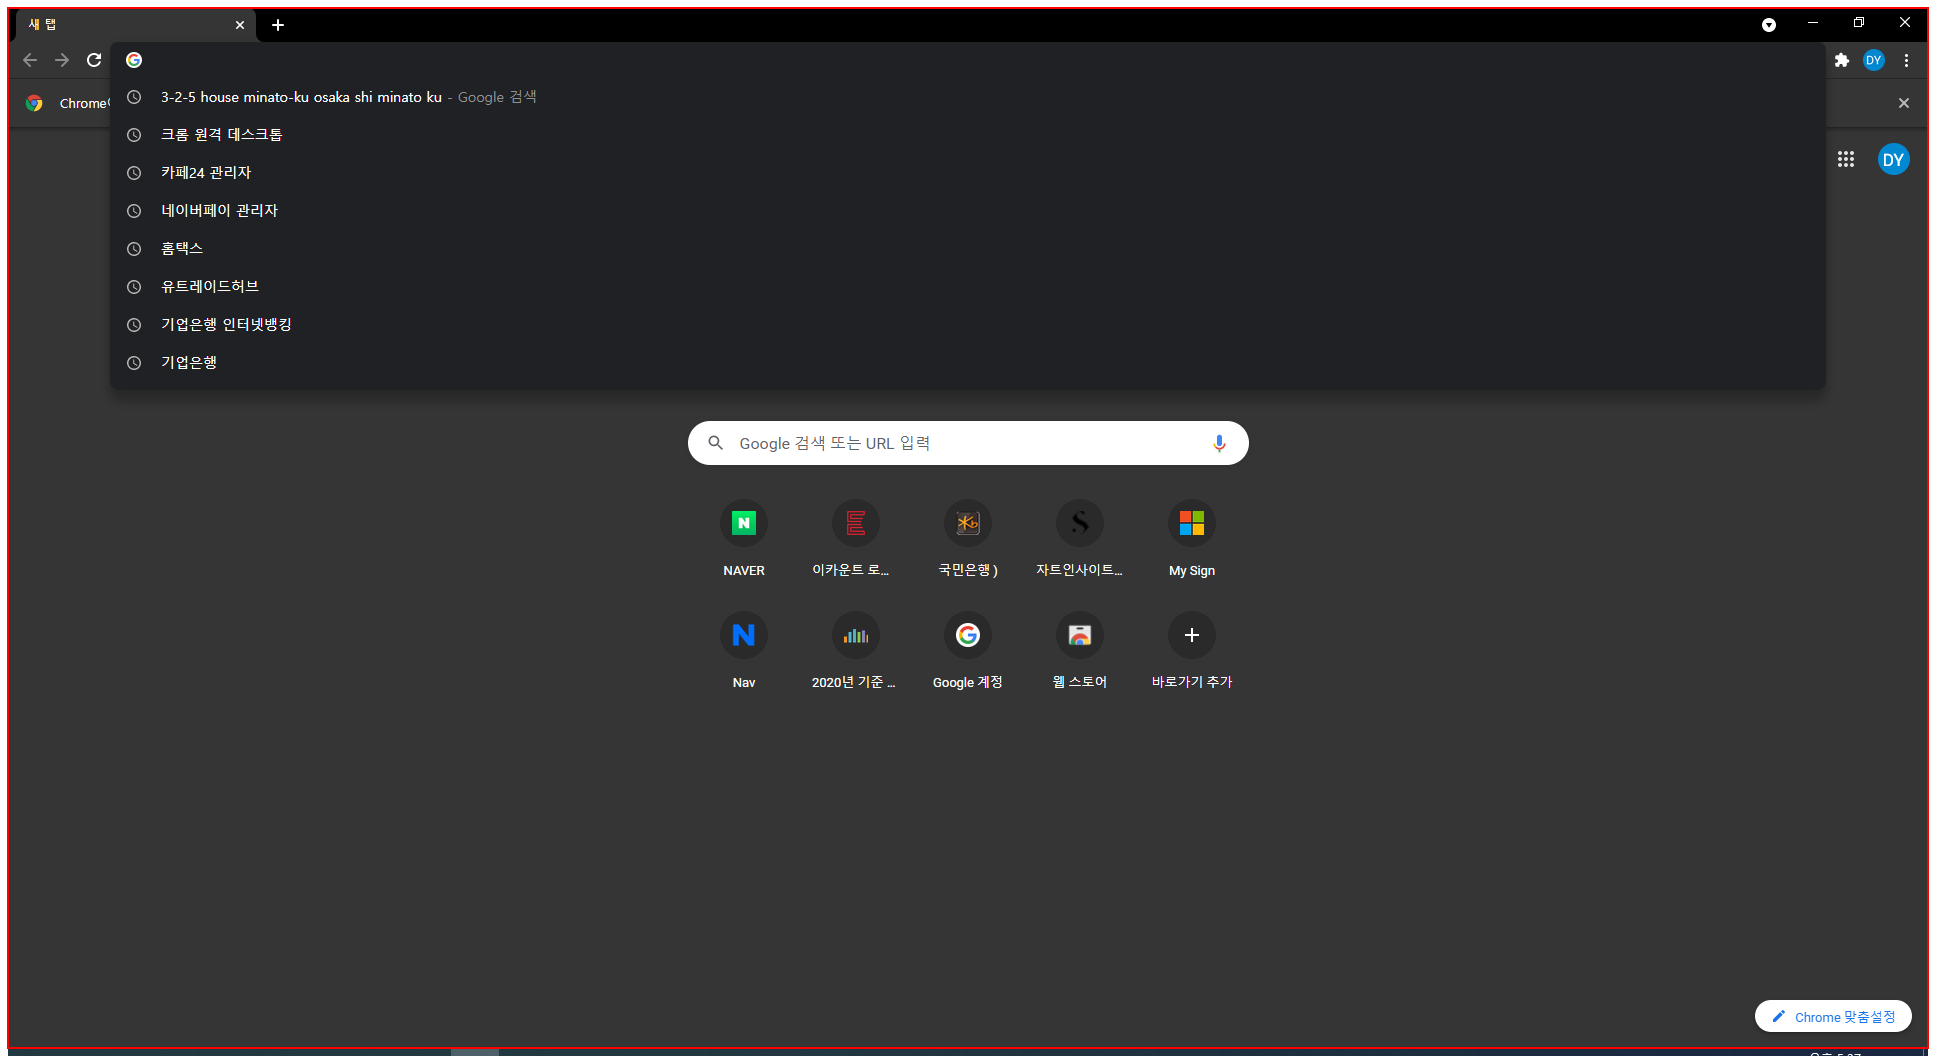 새 탭
DY
3-2-5 house minato-ku osaka shi minato ku - Google 검색
Chrome
크롬 원격 데스크톱
DY
카페24 관리자
네이버페이 관리자
홈택스
유트레이드허브
기업은행 인터넷뱅킹
기업은행
Google 검색 또는 URL 입력
NAVER
이카운트 로...
국민은행 )
자트인사이트...
My Sign
Nav
2020년 기준 ...
Google 계정
웹 스토어
바로가기 추가
Chrome 맞춤설정